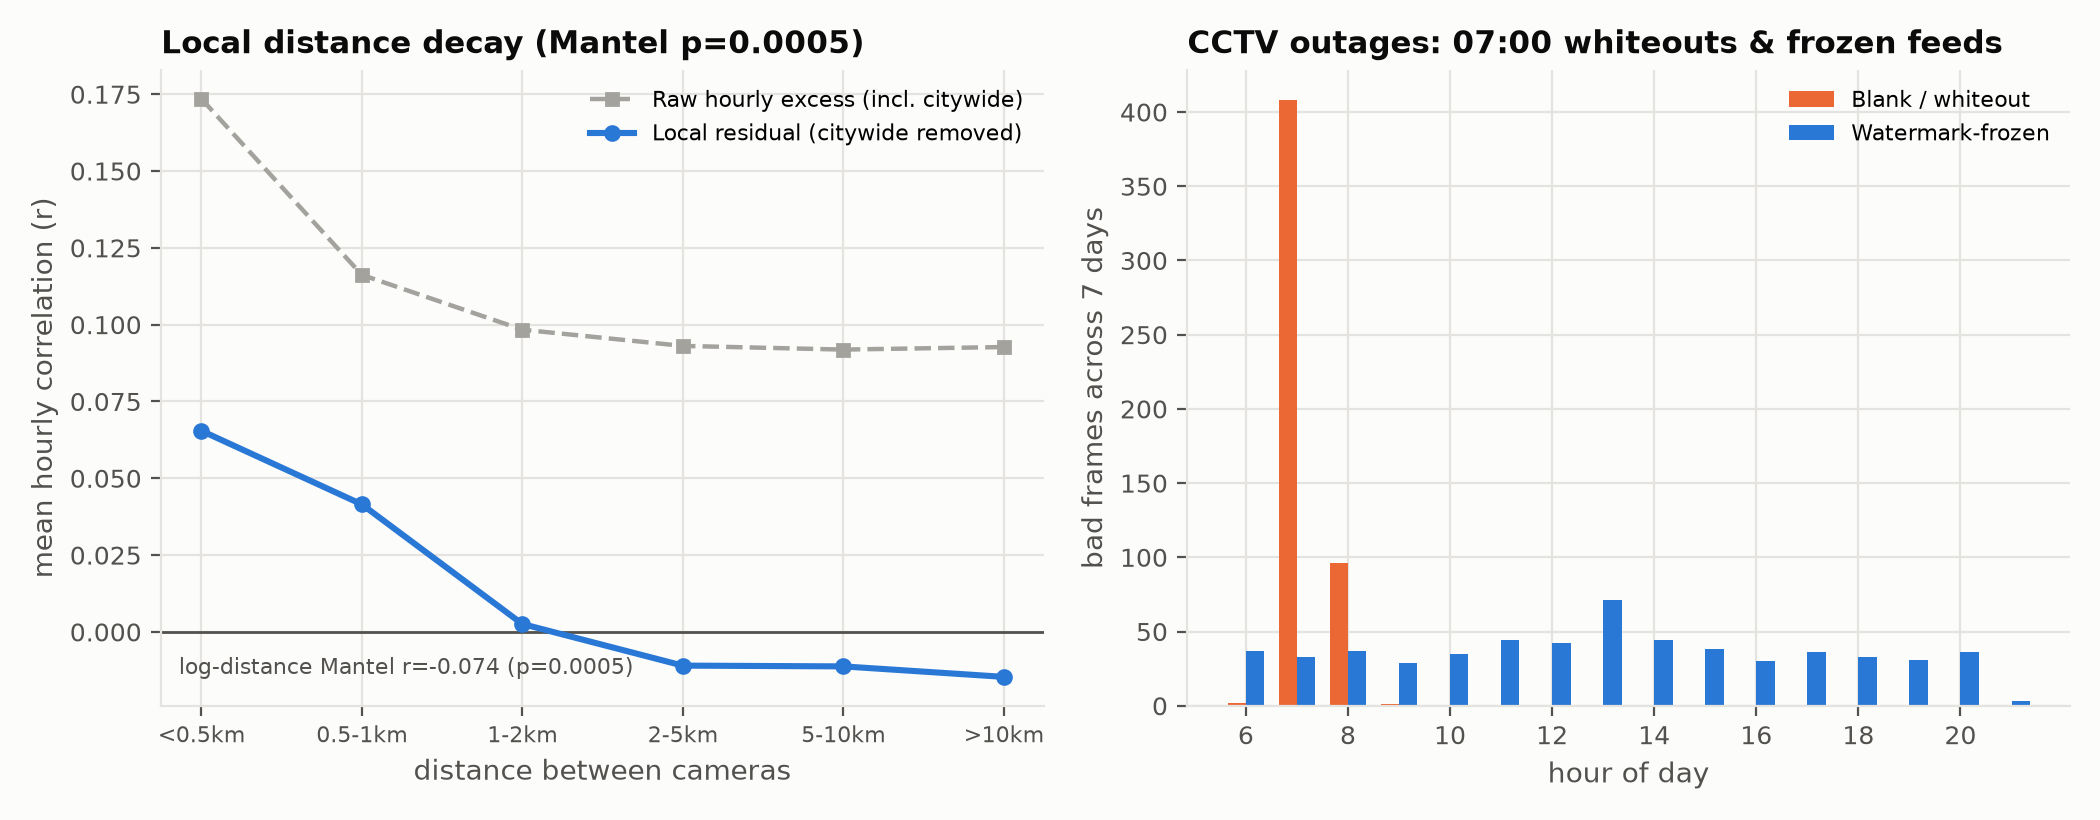 Local distance decay (Mantel p=0.0005)
0.175
0.150
0.125
0.100
0.075
0.050
0.025
0.000
mean hourly correlation (r)
Raw hourly excess (incl. citywide)
Local residual (citywide removed)
log-distance Mantel r=-0.074 (p=0.0005)
<0.5km 0.5-1km 1-2km 2-5km 5-10km >10km
distance between cameras
CCTV outages: 07:00 whiteouts & frozen feeds
400
350
300
250
200
150
100
50
0
bad frames across 7 days
Blank / whiteout
Watermark-frozen
6 8 10 12 14 16 18 20
hour of day